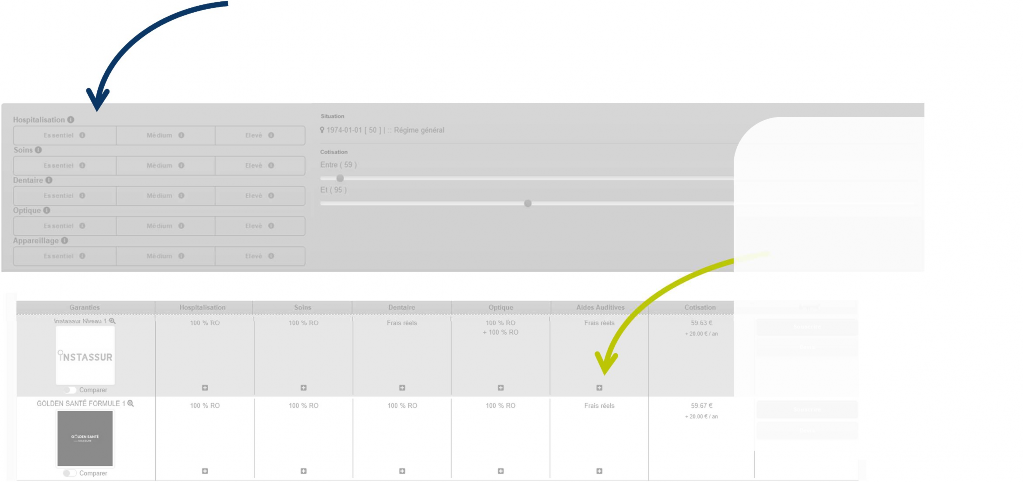 Hospitalisation
Essentiel Médium Elevé
Soins
Essentiel Médium Elevé
Dentaire
Essentiel Médium Elevé
Optique
Essentiel Médium Elevé
Appareillage
Essentiel Médium Elevé
Situation
1974-01-01 [ 50 ] | :: Régime général
Cotisation
Entre ( 59 )
Et ( 95 )
Garanties Hospitalisation Soins Dentaire Optique Aides Auditives Cotisation
Instassur Niveau 1
INSTASSUR
Comparer
100 % RO 100 % RO Frais réels 100 % RO Frais réels 59.63 €
+ 100 % RO + 20.00 € / an
GOLDEN SANTÉ FORMULE 1
GOLDEN SANTÉ
Comparer
100 % RO 100 % RO 100 % RO 100 % RO Frais réels 59.67 €
+ 20.00 € / an